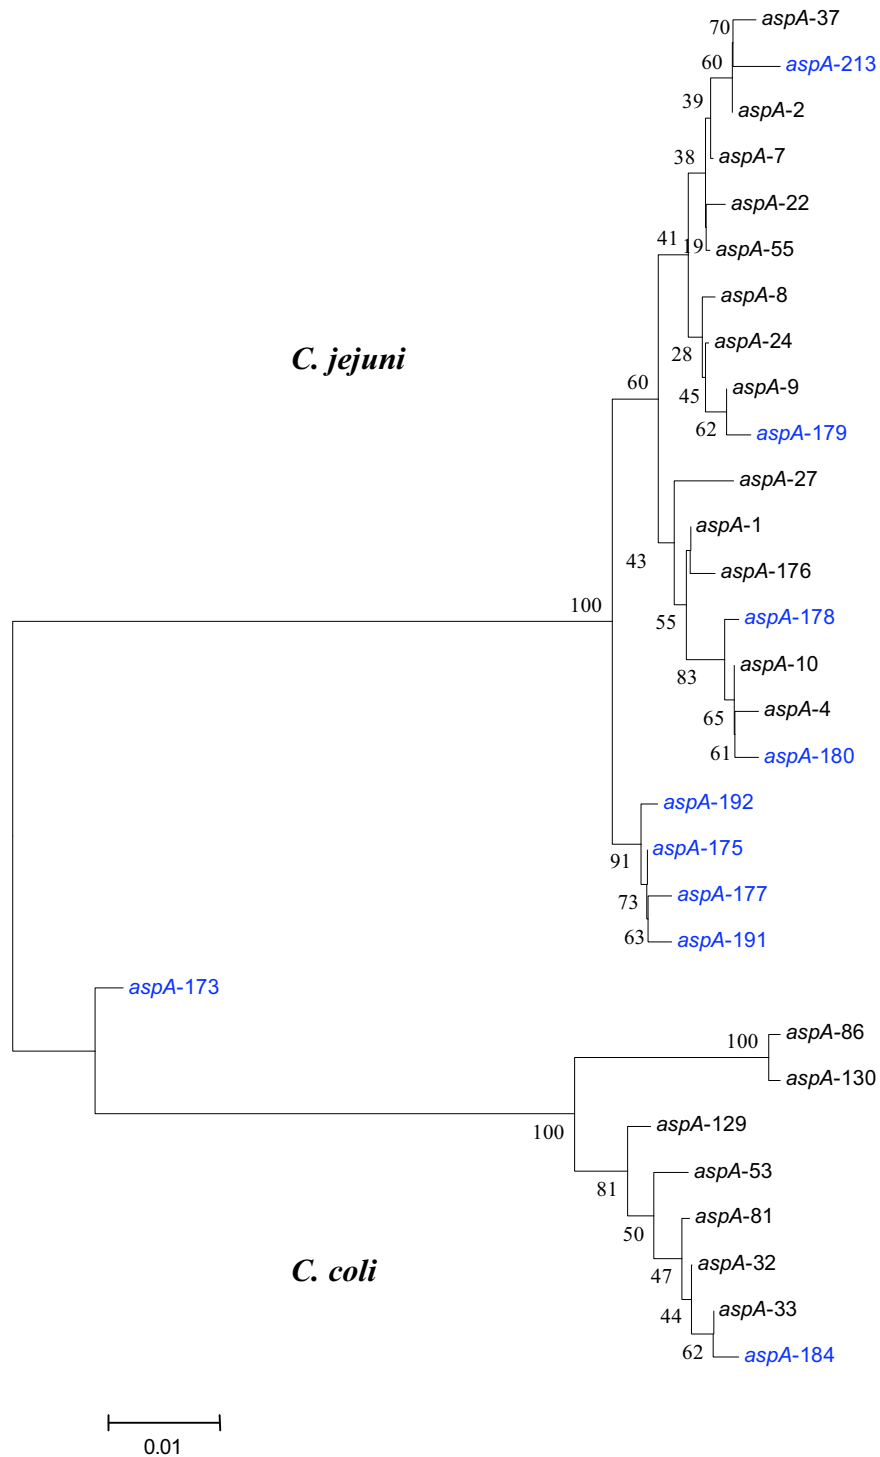 70
aspA-37
60
aspA-213
39
aspA-2
38
aspA-7
aspA-22
41
19
aspA-55
aspA-8
28
aspA-24
C. jejuni
60
45
aspA-9
62
aspA-179
aspA-27
aspA-1
43
aspA-176
100
55
aspA-178
83
aspA-10
65
aspA-4
61
aspA-180
aspA-192
91
aspA-175
73
aspA-177
63
aspA-191
aspA-173
100
aspA-86
aspA-130
100
aspA-129
81
aspA-53
50
aspA-81
C. coli
47
aspA-32
44
aspA-33
62
aspA-184
0.01